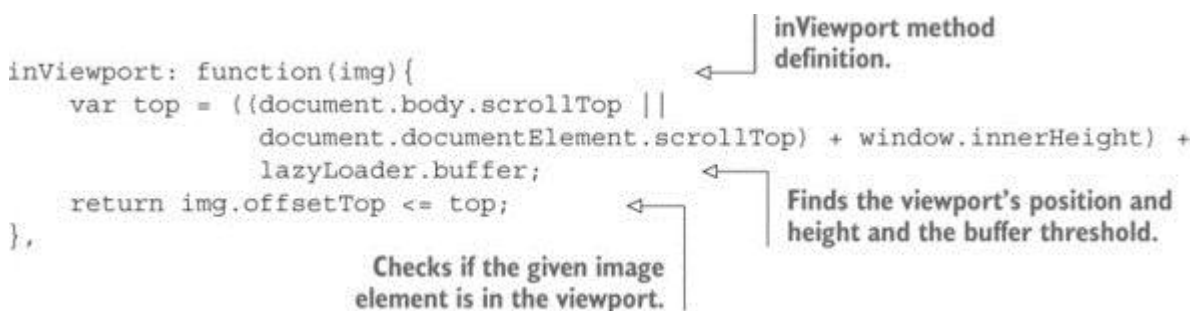 inViewport method
definition.
inViewport: function(img){
    var top = ((document.body.scrollTop ||
                document.documentElement.scrollTop) + window.innerHeight) +
                lazyLoader.buffer;
    return img.offsetTop <= top;
},
Finds the viewport's position and
height and the buffer threshold.
Checks if the given image
element is in the viewport.